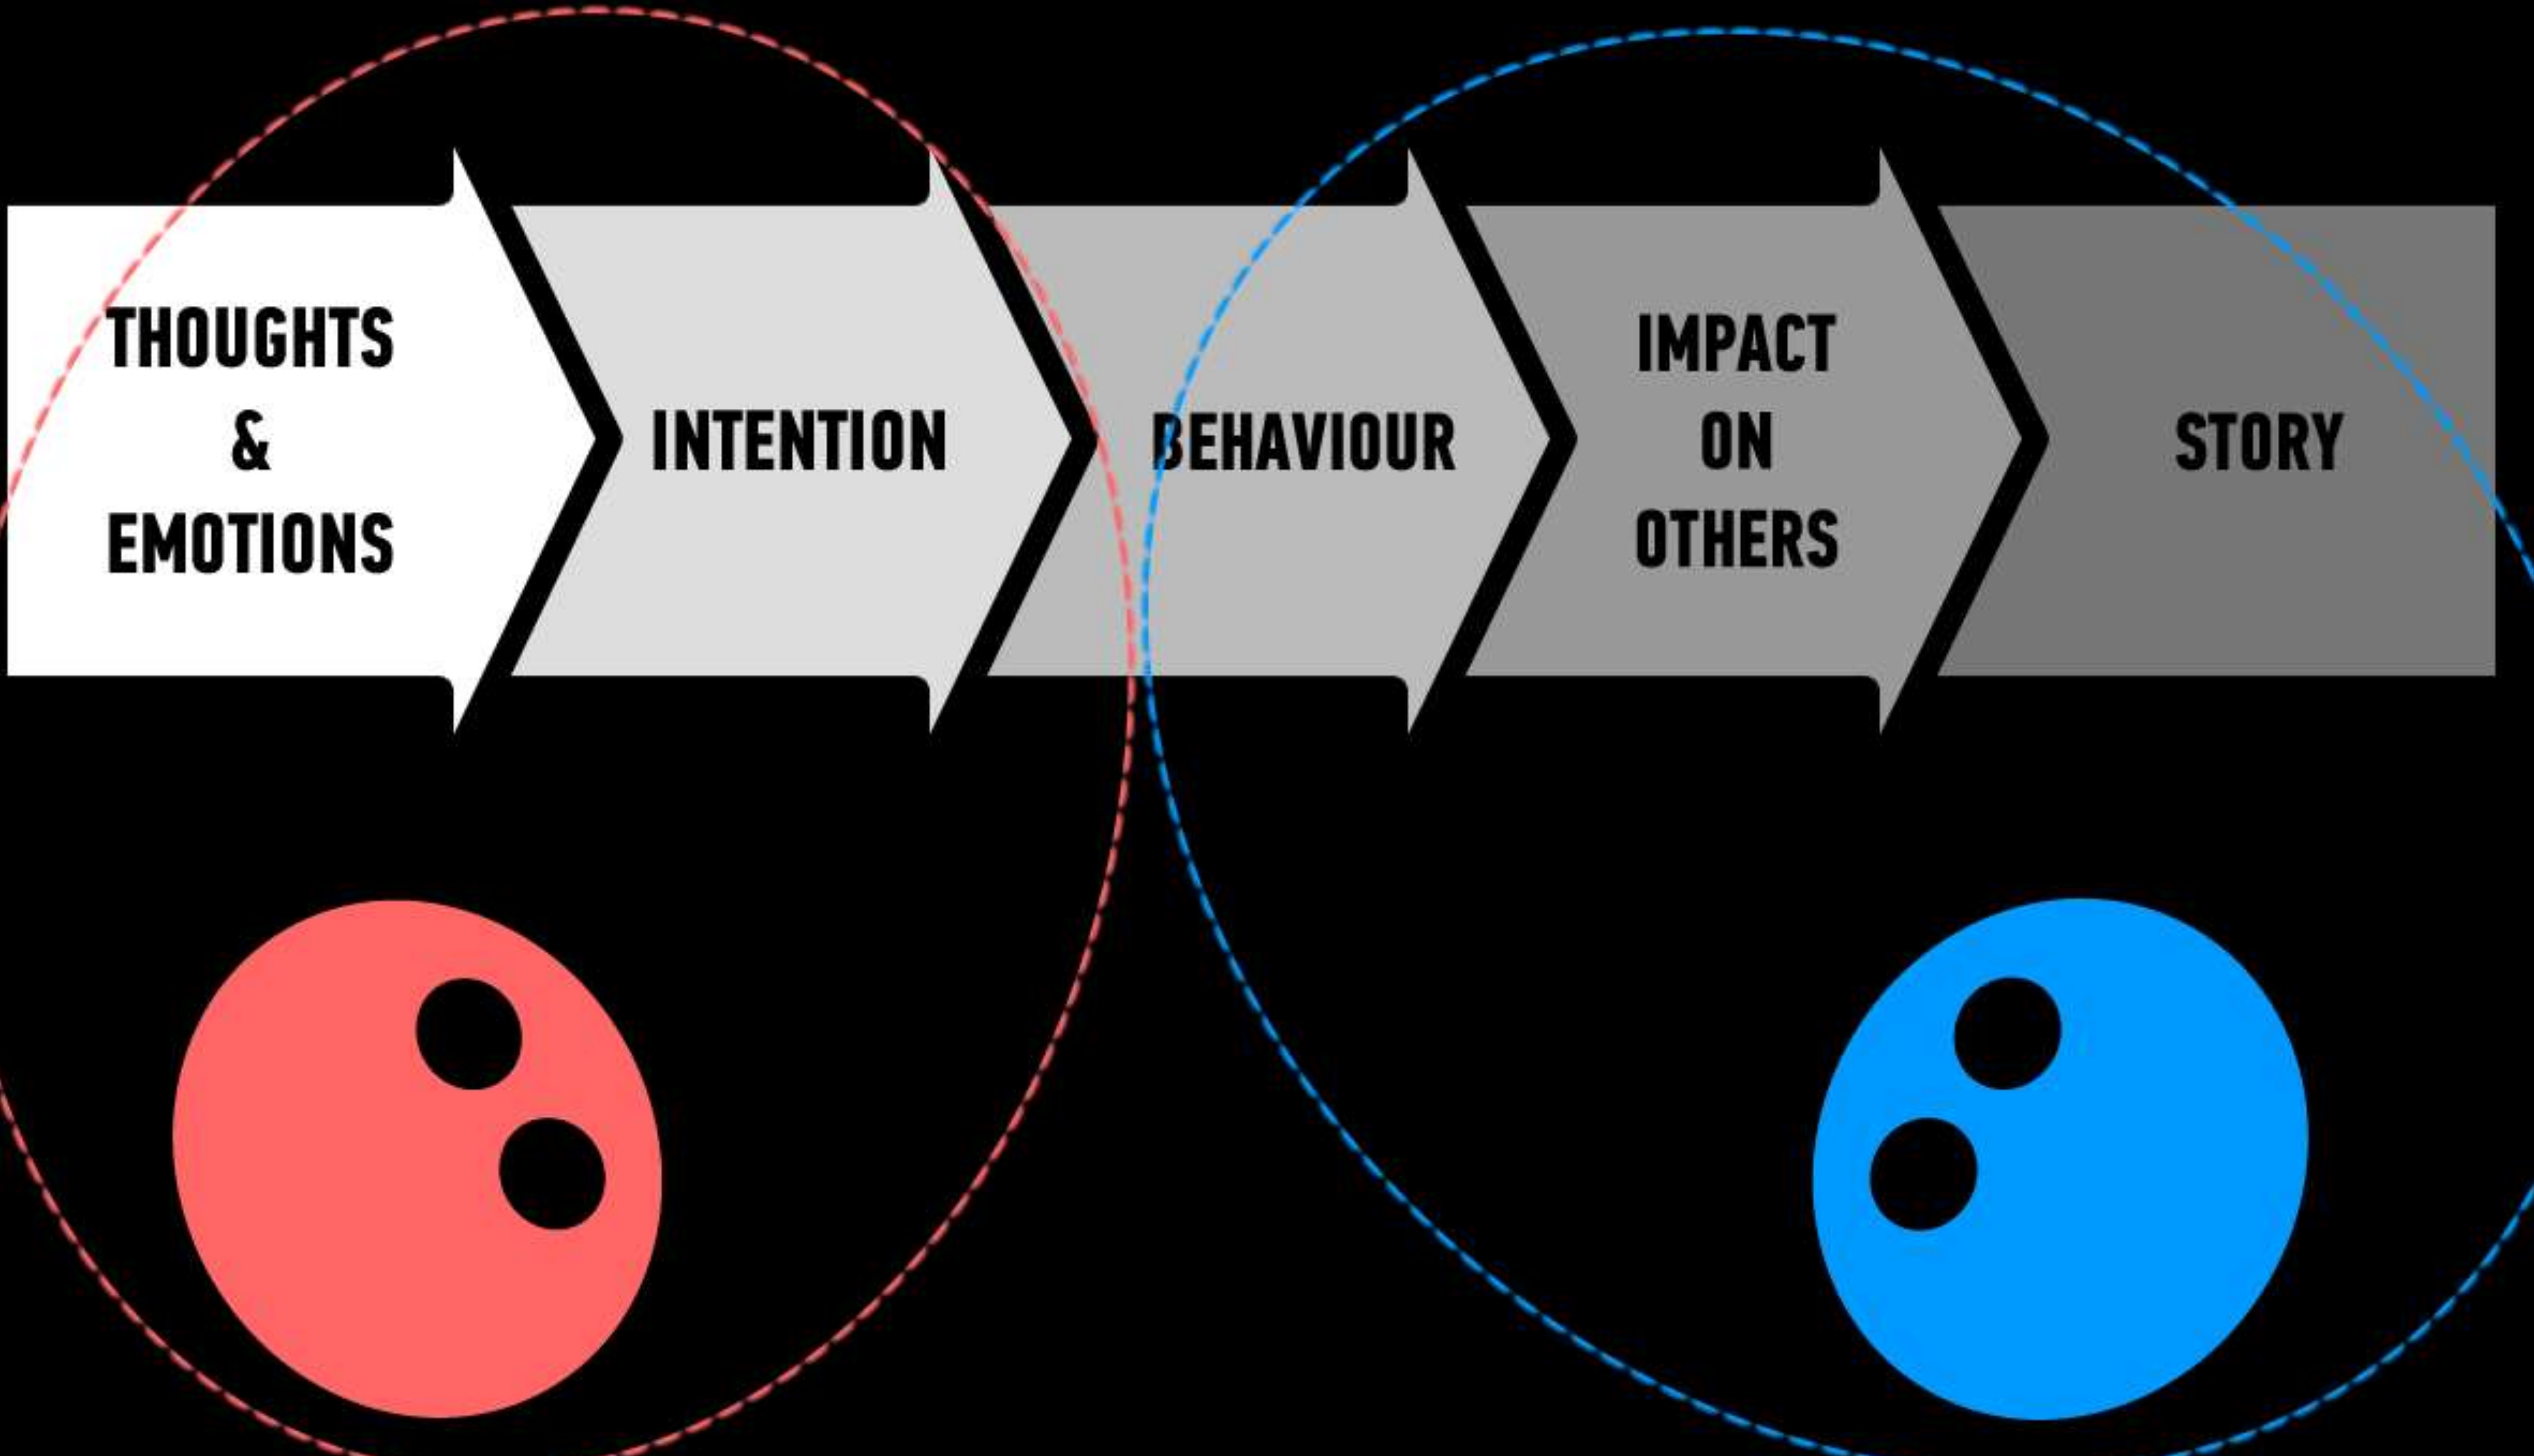 THOUGHTS
&
EMOTIONS
INTENTION
BEHAVIOUR
IMPACT
ON
OTHERS
STORY